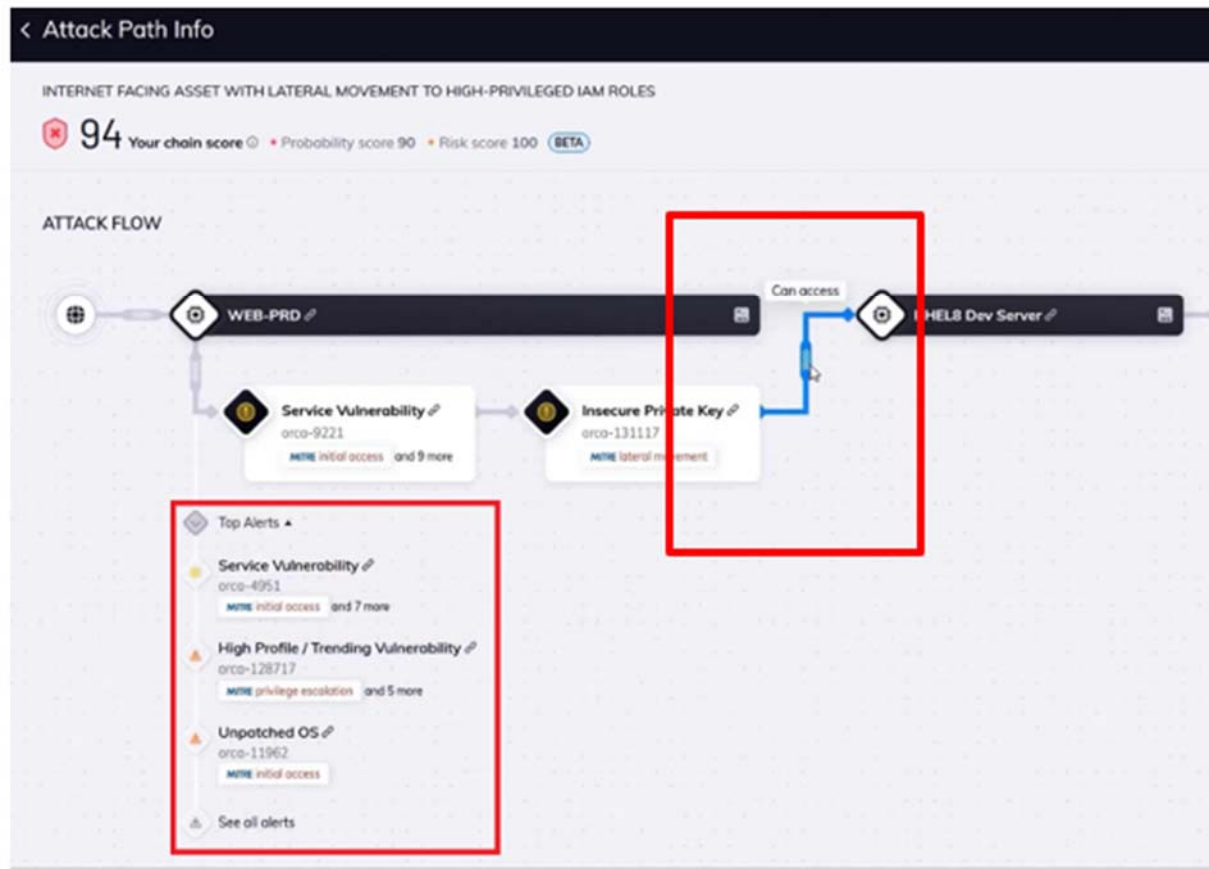 < Attack Path Info
INTERNET FACING ASSET WITH LATERAL MOVEMENT TO HIGH-PRIVILEGED IAM ROLES
94 Your chain score • Probability score 90 • Risk score 100 BETA
ATTACK FLOW
Can access
WEB-PRD
RHEL8 Dev Server
Service Vulnerability
orca-9221
MITRE initial access and 9 more
Insecure Private Key
orca-131117
MITRE lateral movement
Top Alerts
Service Vulnerability
orca-4951
MITRE initial access and 7 more
High Profile / Trending Vulnerability
orca-128717
MITRE privilege escalation and 5 more
Unpatched OS
orca-11962
MITRE initial access
See all alerts